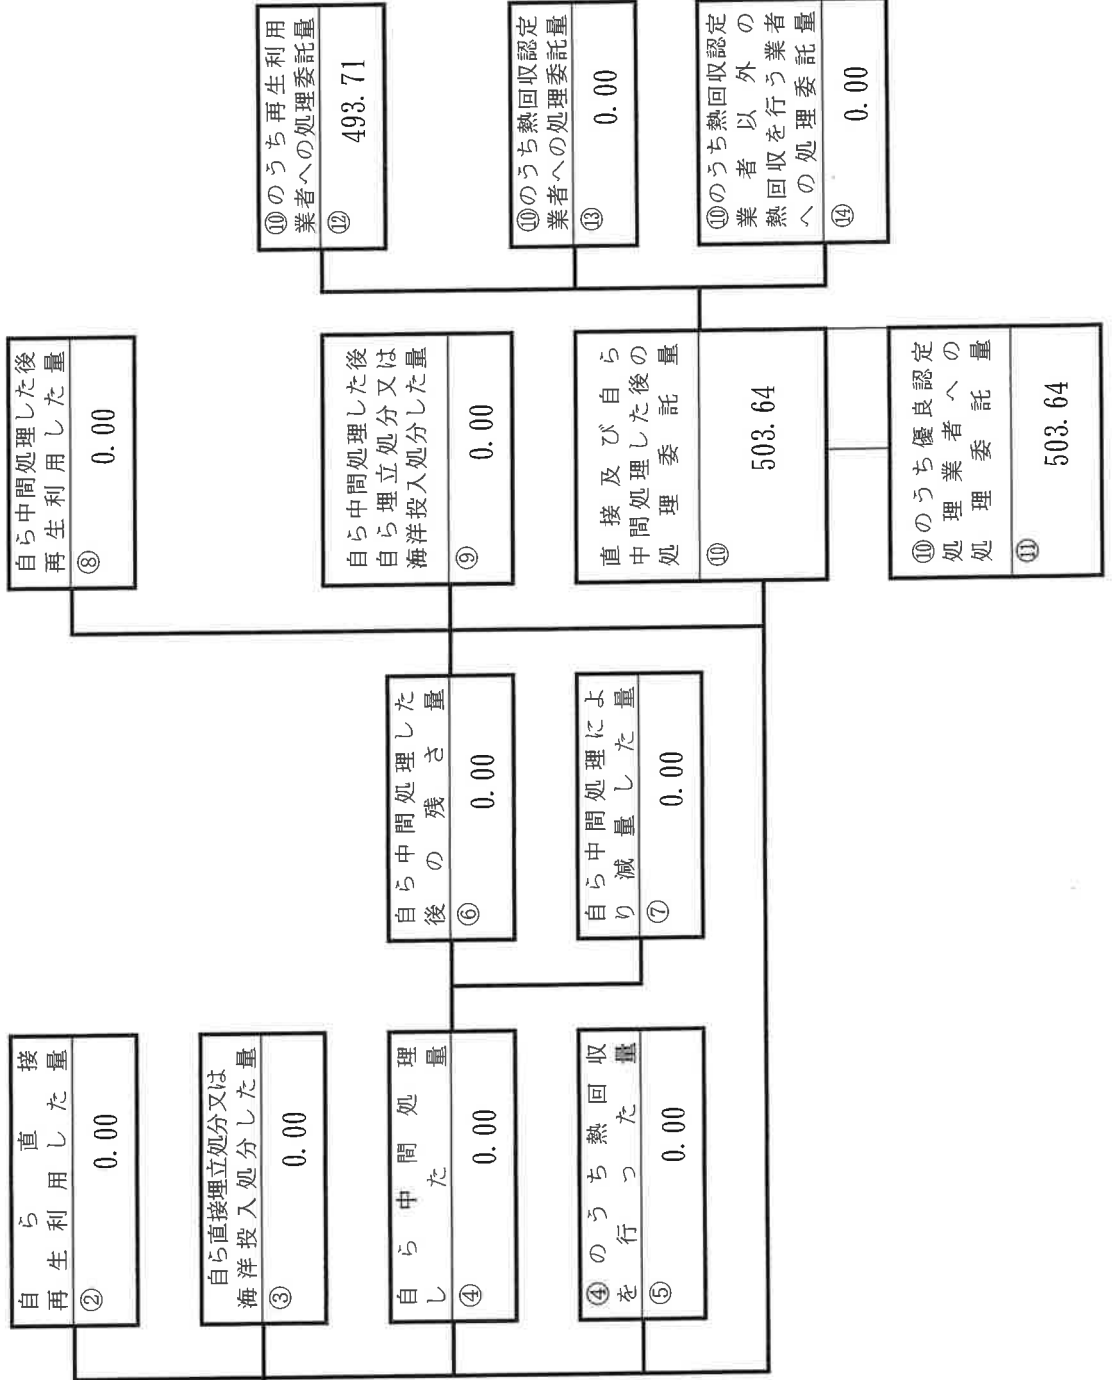 自ら直接
再生利用した量
② 0.00
自ら直接埋立処分又は
海洋投入処分した量
③ 0.00
自ら中間処理
した量
④ 0.00
④のうち熱回収
を行った量
⑤ 0.00
自ら中間処理した
後の残さ量
⑥ 0.00
自ら中間処理によ
り減量した量
⑦ 0.00
自ら中間処理した後
再生利用した量
⑧ 0.00
自ら中間処理した後
自ら埋立処分又は
海洋投入処分した量
⑨ 0.00
直接及び自ら
中間処理した後の
処理委託量
⑩ 503.64
⑩のうち優良認定
処理業者への
処理委託量
⑪ 503.64
⑩のうち再生利用
業者への処理委託量
⑫ 493.71
⑩のうち熱回収認定
業者への処理委託量
⑬ 0.00
⑩のうち熱回収認定
業者以外の
熱回収を行う業者
への処理委託量
⑭ 0.00